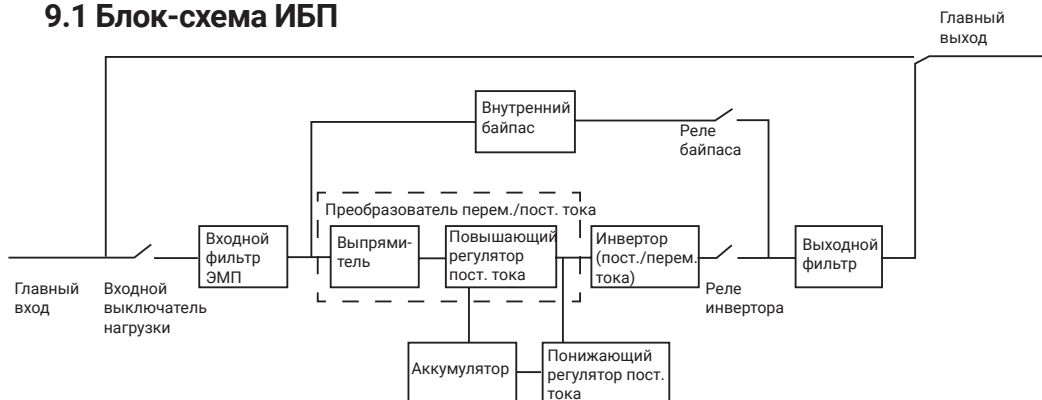 9.1 Блок-схема ИБП
Главный
выход
Внутренний
байпас
Реле
байпаса
Преобразователь перем./пост. тока
Входной
фильтр
ЭМП
Выпрями-
тель
Повышающий
регулятор
пост. тока
Инвертор
(пост./перем.
тока)
Выходной
фильтр
Главный
вход
Входной
выключатель
нагрузки
Реле
инвертора
Аккумулятор
Понижающий
регулятор пост.
тока